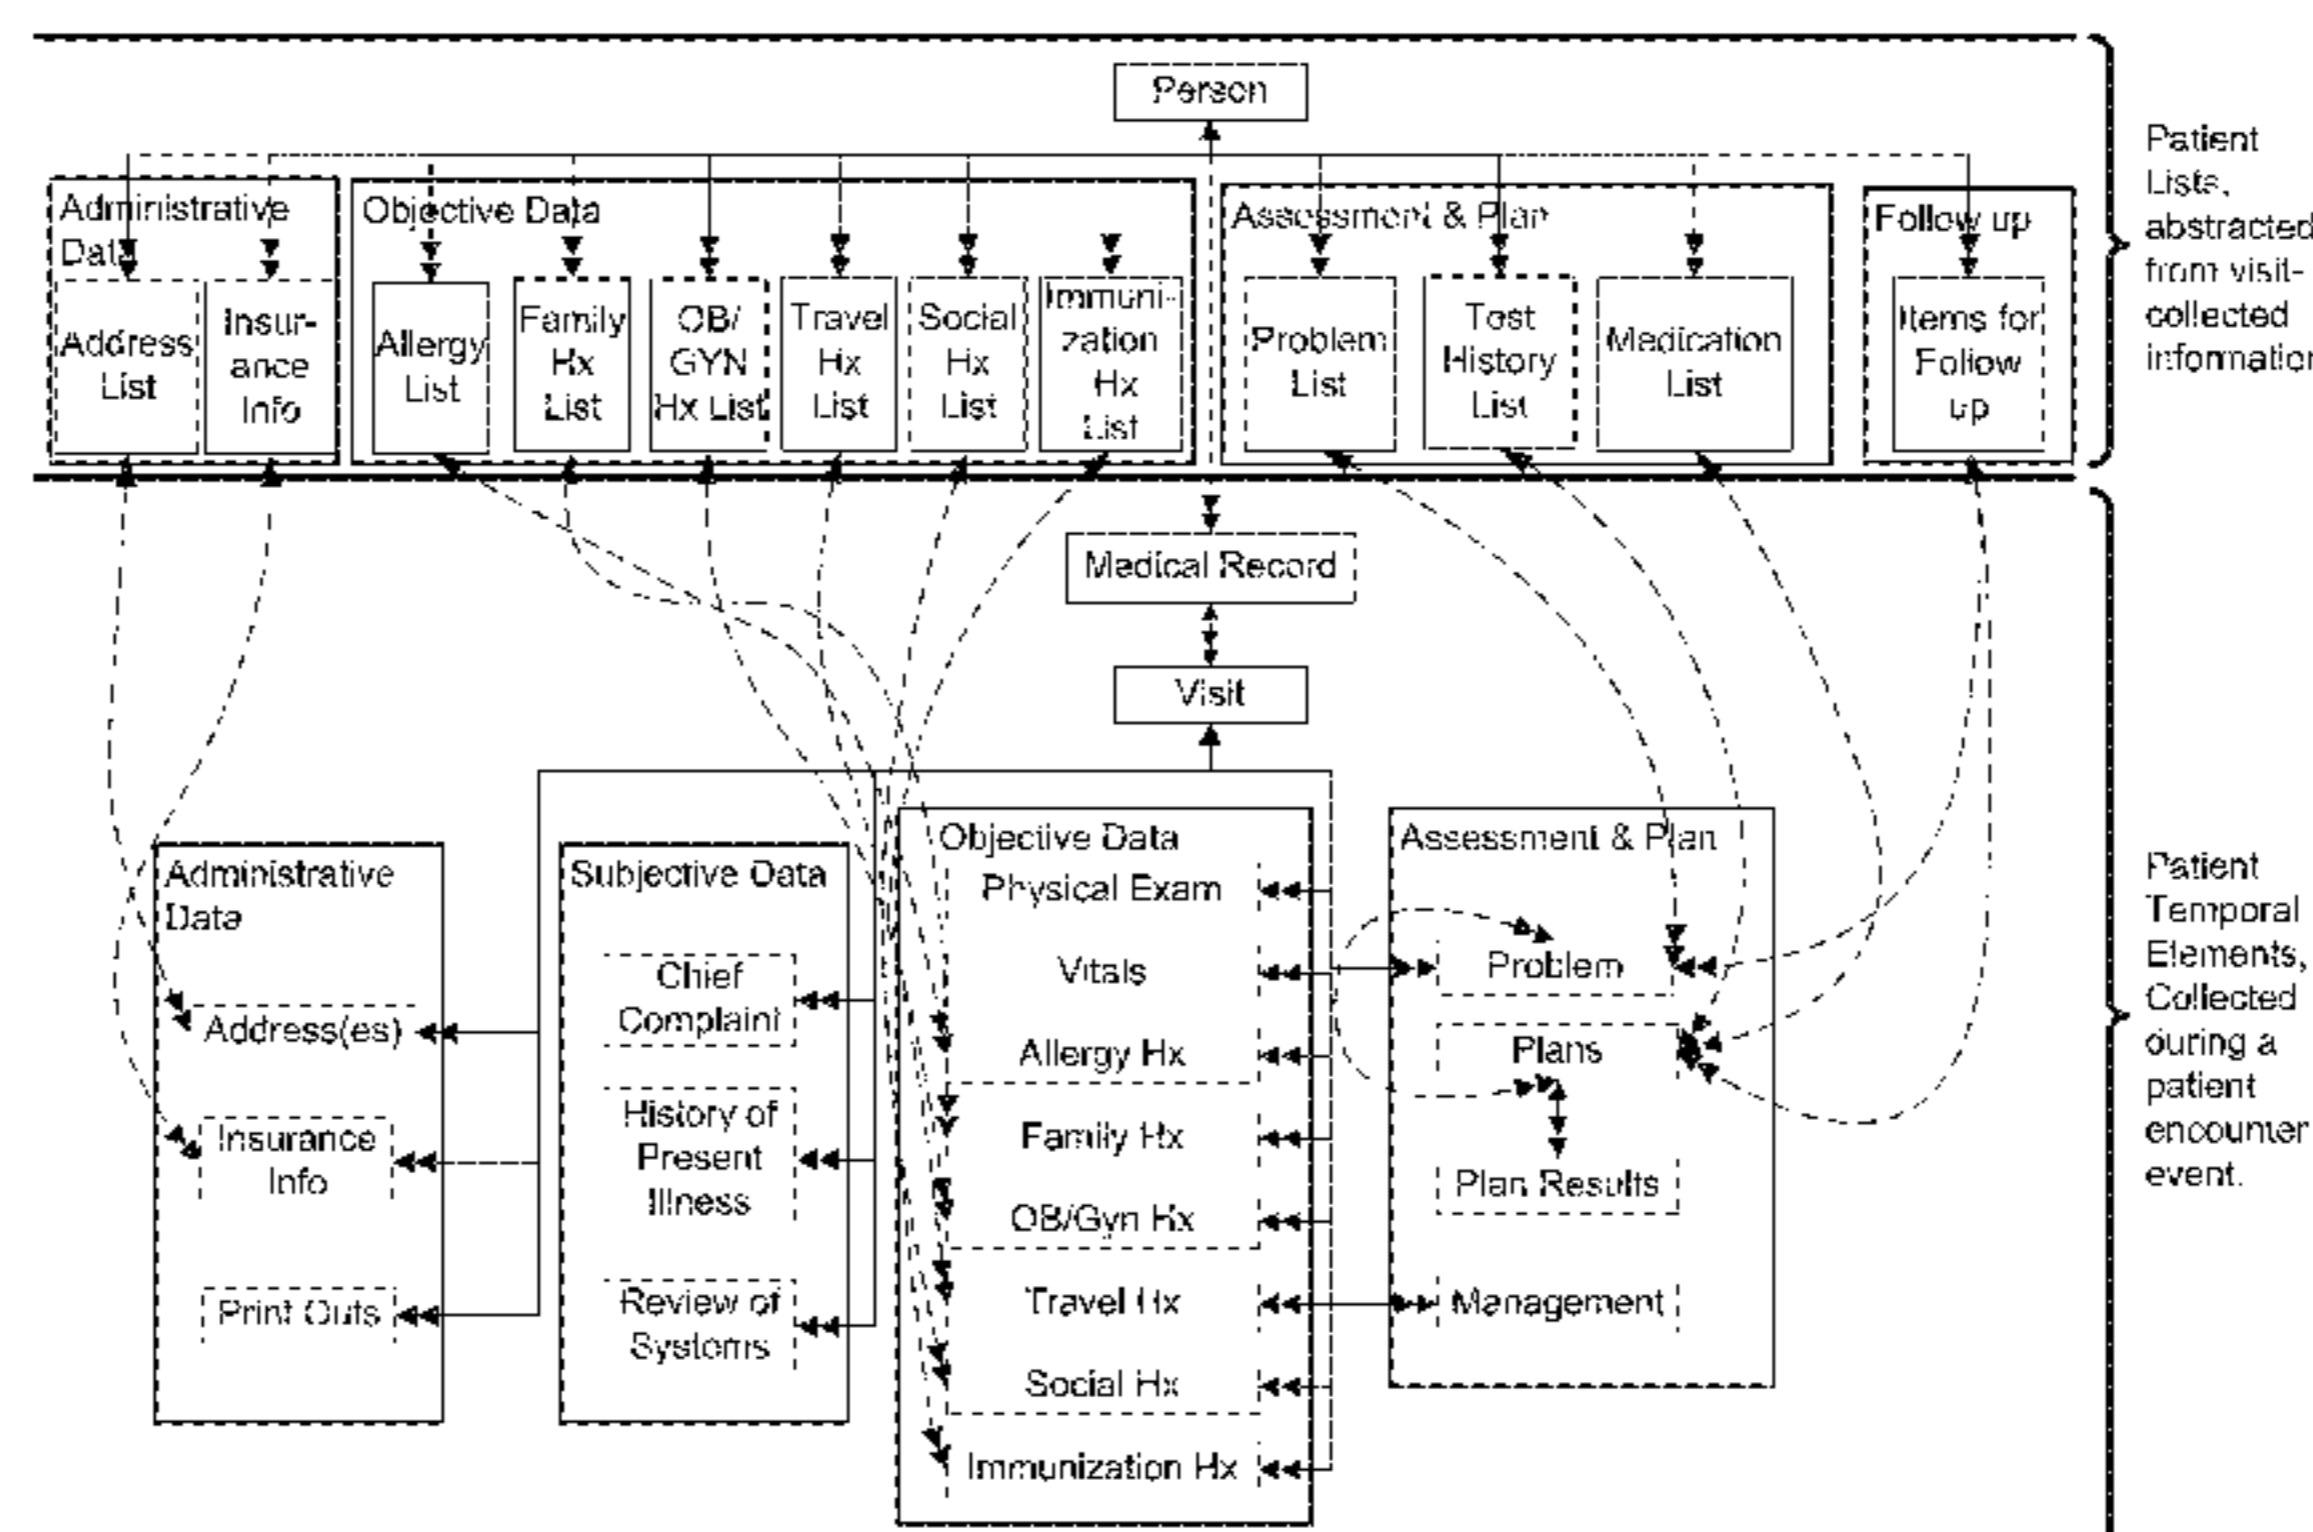 Person
Patient
Lists,
abstracted
from visit-
collected
information
Administrative
Data
Objective Data
Assessment & Plan
Follow up
Address
List
Insur-
ance
Info
Allergy
List
Family
Hx
List
OB/
GYN
Hx List
Travel
Hx
List
Social
Hx
List
Immuni-
zation
Hx
List
Problem
List
Test
History
List
Medication
List
Items for
Follow
up
Medical Record
Visit
Administrative
Data
Address(es)
Insurance
Info
Print Outs
Subjective Data
Chief
Complaint
History of
Present
Illness
Review of
Systems
Objective Data
Physical Exam
Vitals
Allergy Hx
Family Hx
OB/Gyn Hx
Travel Hx
Social Hx
Immunization Hx
Assessment & Plan
Problem
Plans
Plan Results
Management
Patient
Temporal
Elements,
Collected
during a
patient
encounter
event.